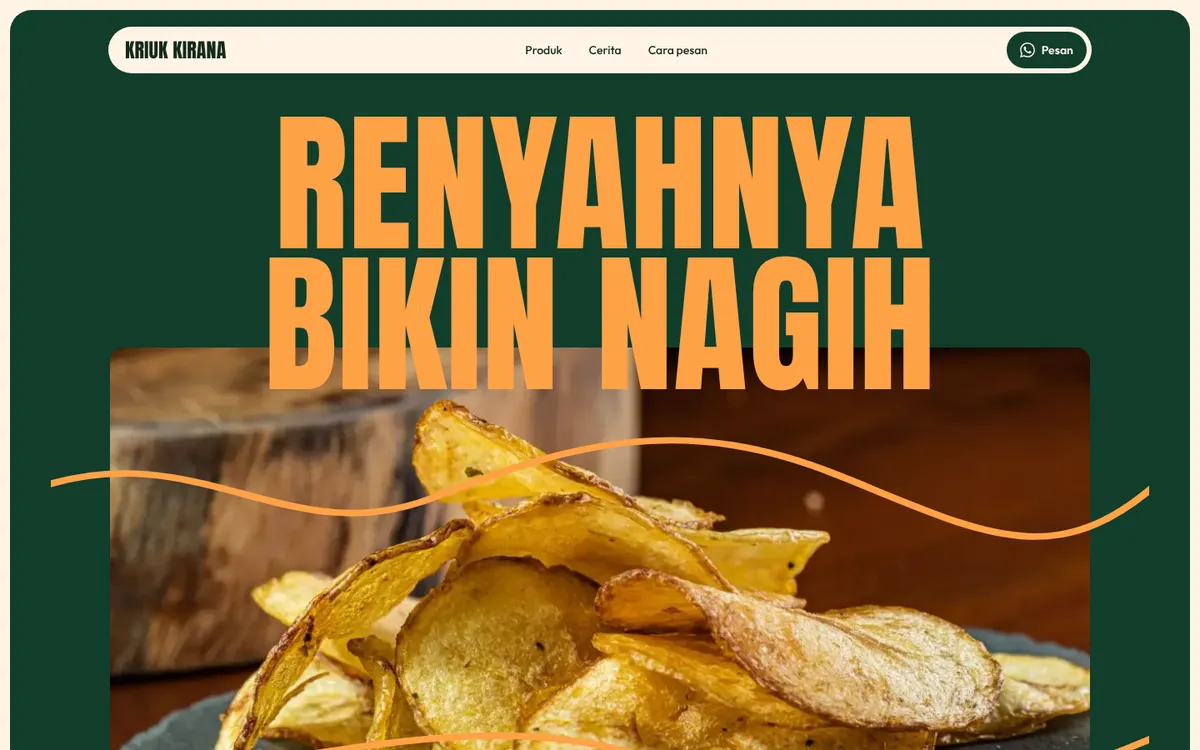 KRIUK KIRANA
Produk
Cerita
Cara pesan
Pesan
RENYAHNYA
BIKIN NAGIH